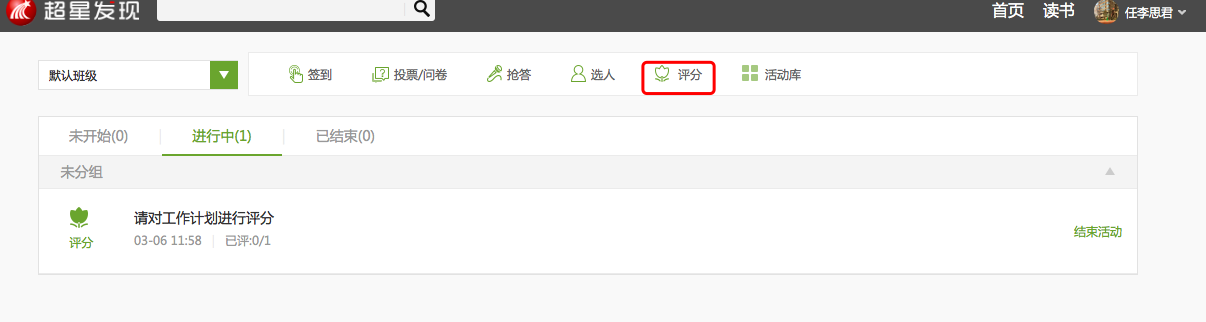 超星发现 首页 读书 任李思君
默认班级 签到 投票/问卷 抢答 选人 评分 活动库
未开始(0) 进行中(1) 已结束(0)
未分组
请对工作计划进行评分
评分 03-06 11:58 已评:0/1 结束活动